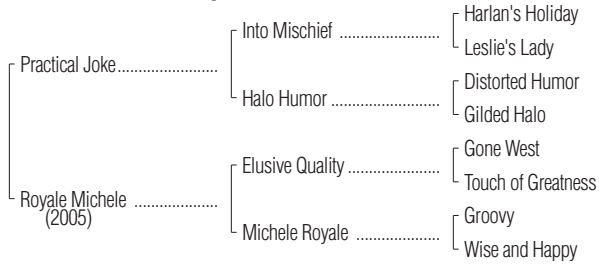 Harlan's Holiday
Into Mischief ....................
Leslie's Lady
Practical Joke....................
Distorted Humor
Halo Humor ......................
Gilded Halo
Gone West
Elusive Quality ..................
Touch of Greatness
Royale Michele .................
(2005)
Groovy
Michele Royale .................
Wise and Happy